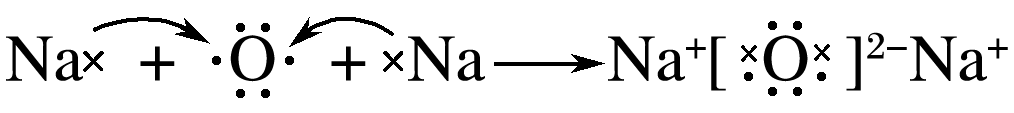 Na× + ·Ö· + ×Na ⟶ Na⁺[ ×Ö× ]²⁻Na⁺